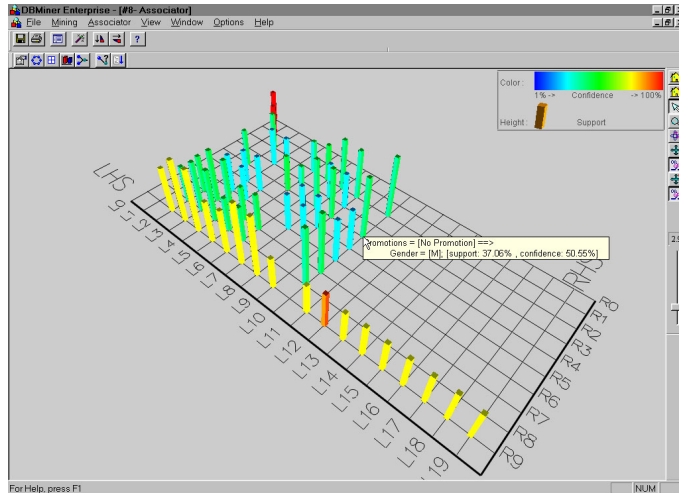 DBMiner Enterprise - [#8- Associator]
File Mining Associator View Window Options Help
Color :
1% -> Confidence -> 100%
Height : Support
LHS
RHS
L0
L1
L2
L3
L4
L5
L6
L7
L8
L9
L10
L11
L12
L13
L14
L15
L16
L17
L18
L19
R0
R1
R2
R3
R4
R5
R6
R7
R8
R9
romotions = [No Promotion] ==>
Gender = [M]; [support: 37.06% , confidence: 50.55%]
For Help, press F1
NUM